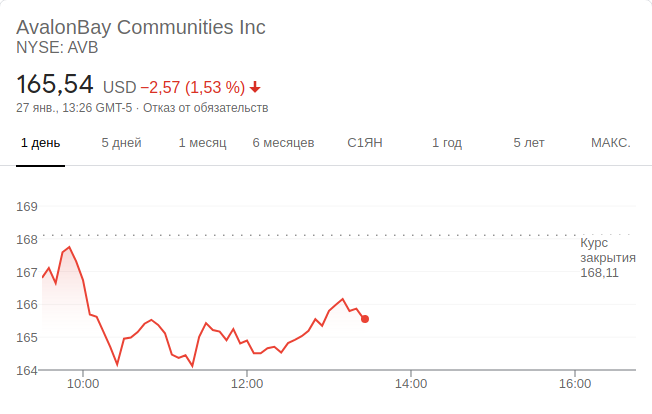 AvalonBay Communities Inc
NYSE: AVB
165,54 USD −2,57 (1,53 %)
27 янв., 13:26 GMT-5 · Отказ от обязательств
1 день 5 дней 1 месяц 6 месяцев С1ЯН 1 год 5 лет МАКС.
169
168
167
166
165
164
Курс
закрытия
168,11
10:00 12:00 14:00 16:00